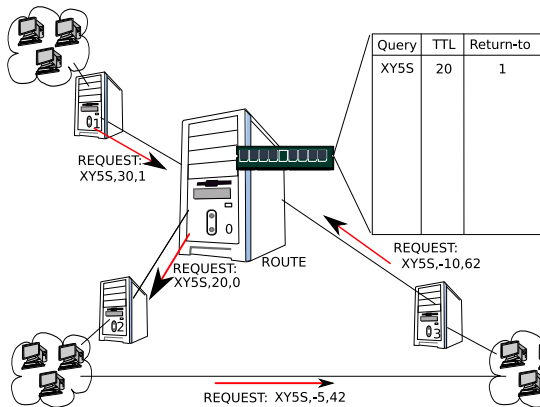 Query TTL Return-to
XY5S 20 1
1
REQUEST:
XY5S,30,1
REQUEST:
XY5S,-10,62
ROUTE
REQUEST:
XY5S,20,0
2
3
REQUEST: XY5S,-5,42